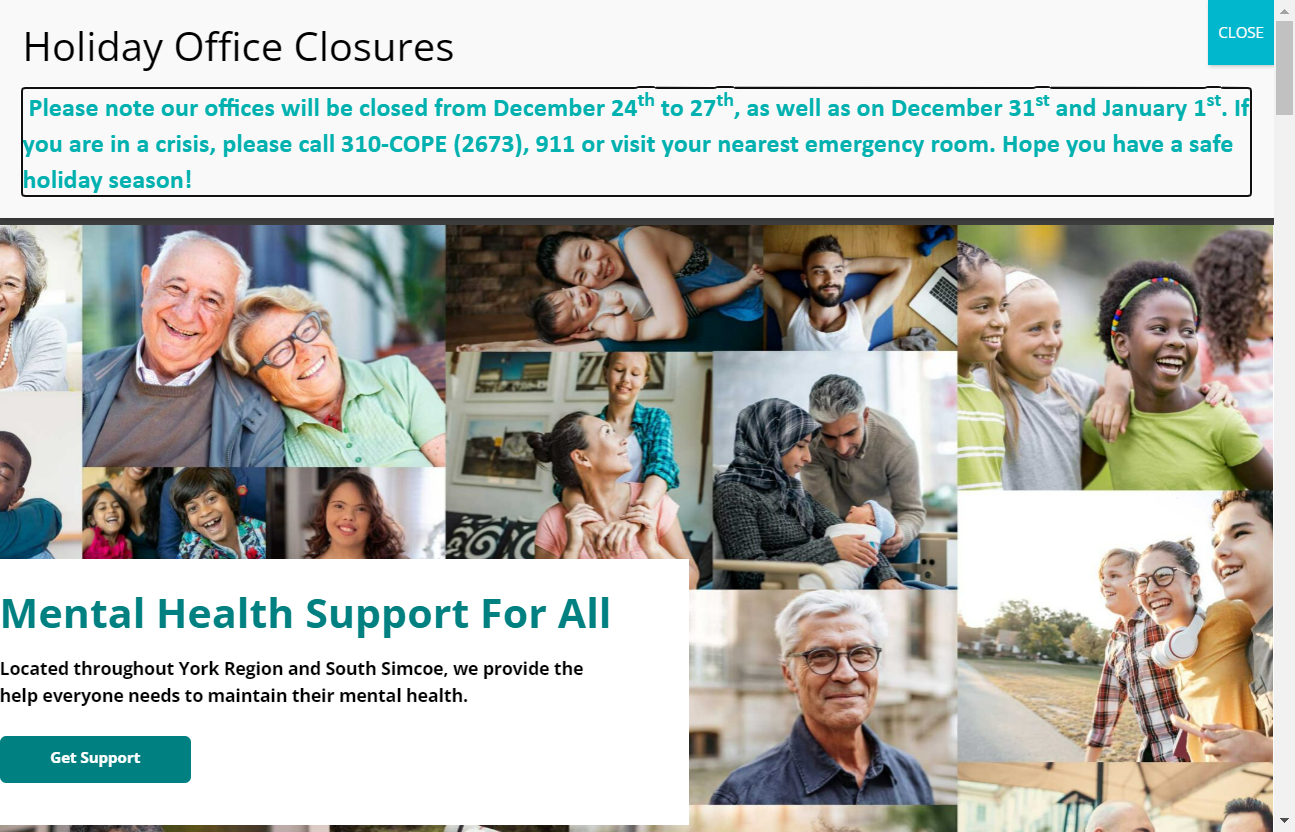 Holiday Office Closures
CLOSE
Please note our offices will be closed from December 24th to 27th, as well as on December 31st and January 1st. If
you are in a crisis, please call 310-COPE (2673), 911 or visit your nearest emergency room. Hope you have a safe
holiday season!
Mental Health Support For All
Located throughout York Region and South Simcoe, we provide the
help everyone needs to maintain their mental health.
Get Support